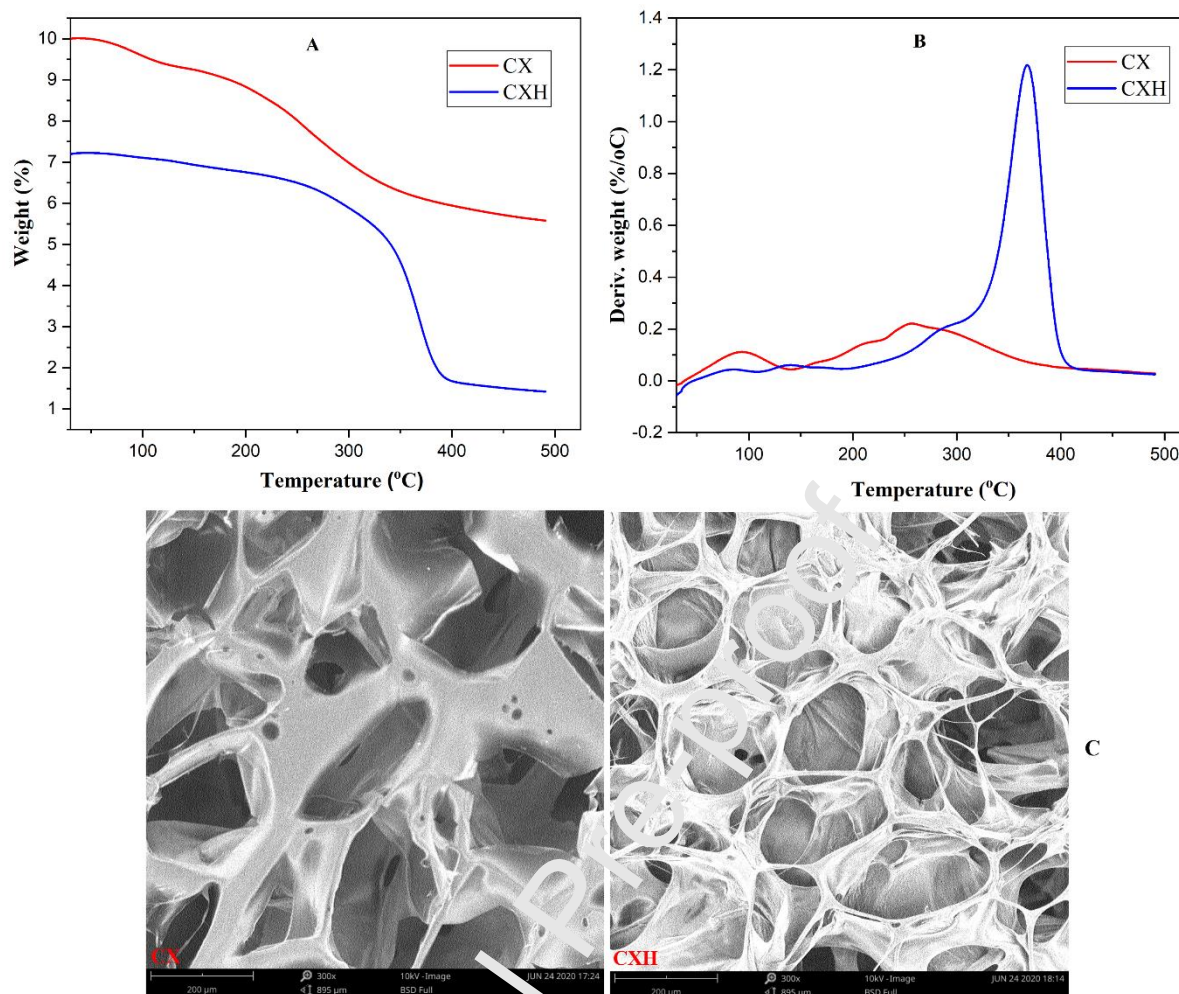 A
CX
CXH
10
9
8
7
6
5
4
3
2
1
Weight (%)
100
200
300
400
500
Temperature (°C)
B
CX
CXH
1.4
1.2
1.0
0.8
0.6
0.4
0.2
0.0
-0.2
Deriv. weight (%/oC)
100
200
300
400
500
Temperature (°C)
Pre-proof
CX
200 µm
300x
895 µm
10kV -Image
BSD Full
JUN 24 2020 17:24
CXH
200 µm
300x
895 µm
10kV -Image
BSD Full
JUN 24 2020 18:14
C